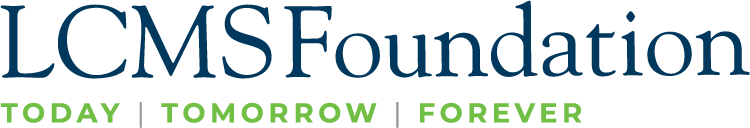 LCMS Foundation
TODAY | TOMORROW | FOREVER